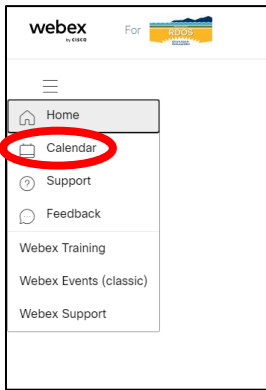 webex
by CISCO
For
RDOS
Home
Calendar
Support
Feedback
Webex Training
Webex Events (classic)
Webex Support